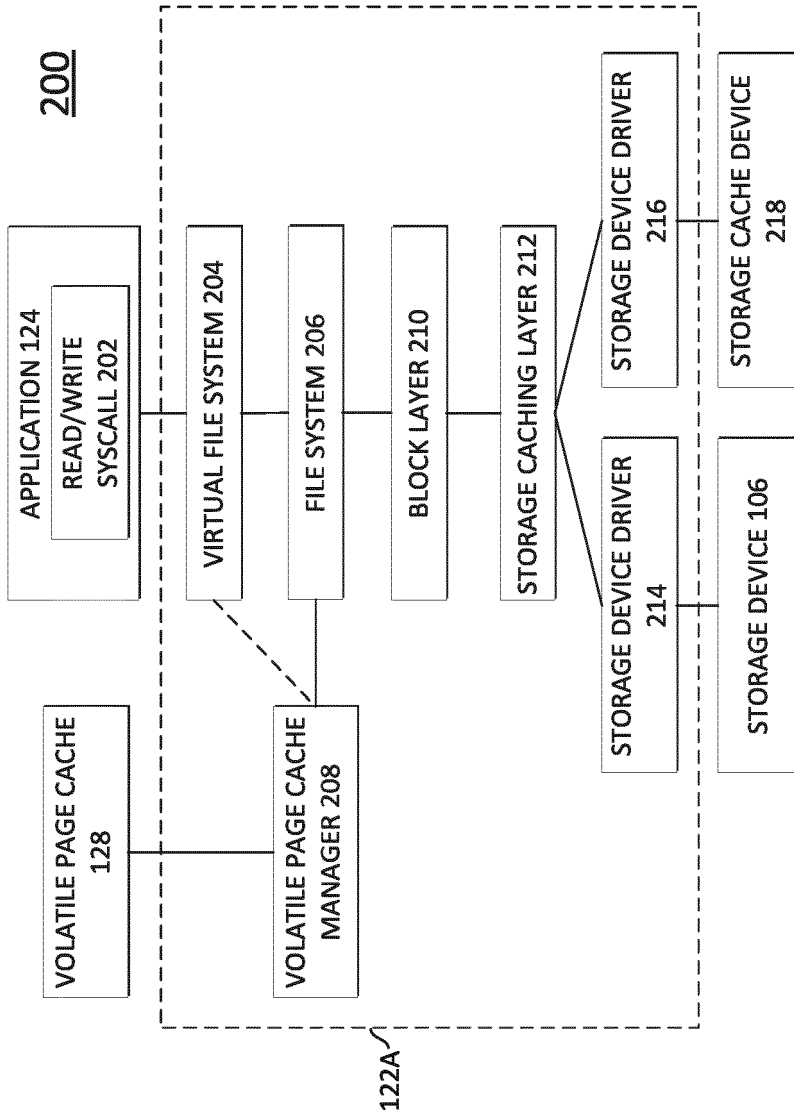 200
APPLICATION 124
READ/WRITE
SYSCALL 202
VOLATILE PAGE CACHE
128
VIRTUAL FILE SYSTEM 204
FILE SYSTEM 206
VOLATILE PAGE CACHE
MANAGER 208
BLOCK LAYER 210
STORAGE CACHING LAYER 212
STORAGE DEVICE DRIVER
214
STORAGE DEVICE DRIVER
216
STORAGE DEVICE 106
STORAGE CACHE DEVICE
218
122A